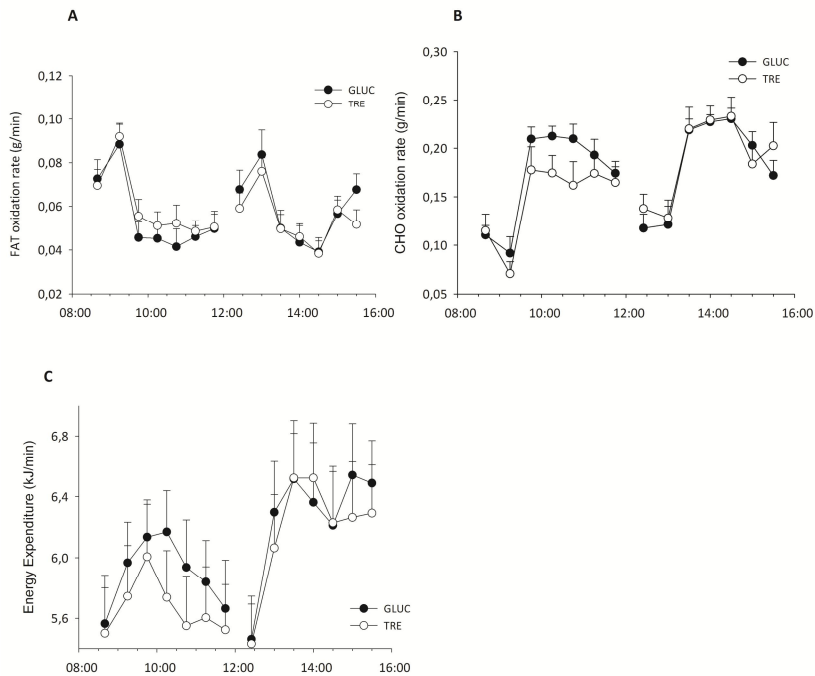 A
FAT oxidation rate (g/min)
0,12
0,10
0,08
0,06
0,04
0,02
08:00 10:00 12:00 14:00 16:00
GLUC
TRE
B
CHO oxidation rate (g/min)
0,30
0,25
0,20
0,15
0,10
0,05
08:00 10:00 12:00 14:00 16:00
GLUC
TRE
C
Energy Expenditure (kJ/min)
6,8
6,4
6,0
5,6
08:00 10:00 12:00 14:00 16:00
GLUC
TRE